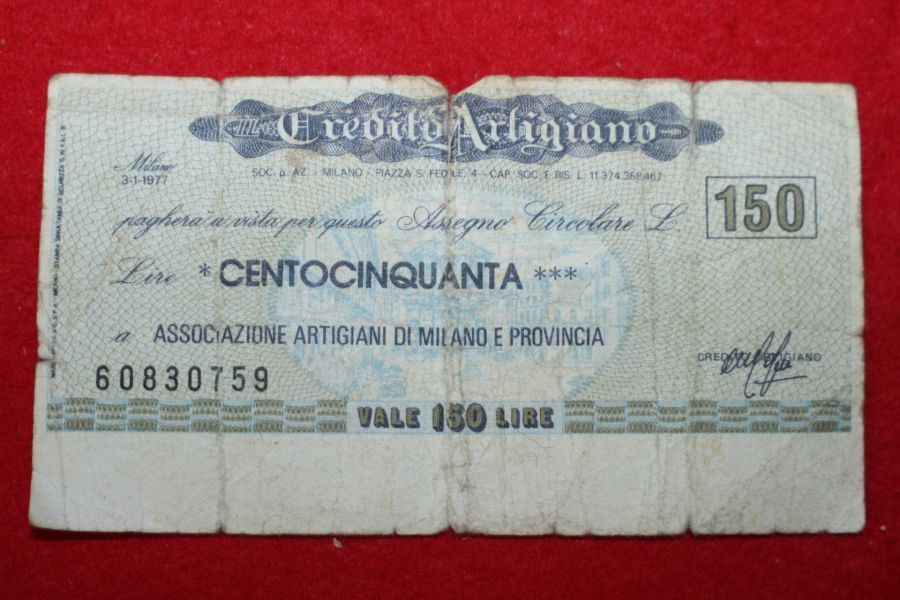 IL Credito Artigiano
SOC. p. AZ. - MILANO - PIAZZA S. FEDELE, 4 - CAP. SOC. E RIS. L. 11.374.358.467
Milano
3-1-1977
150
pagherà a vista per questo Assegno Circolare L.
Lire * CENTOCINQUANTA ***
a ASSOCIAZIONE ARTIGIANI DI MILANO E PROVINCIA
CREDITO ARTIGIANO
60830759
VALE 150 LIRE